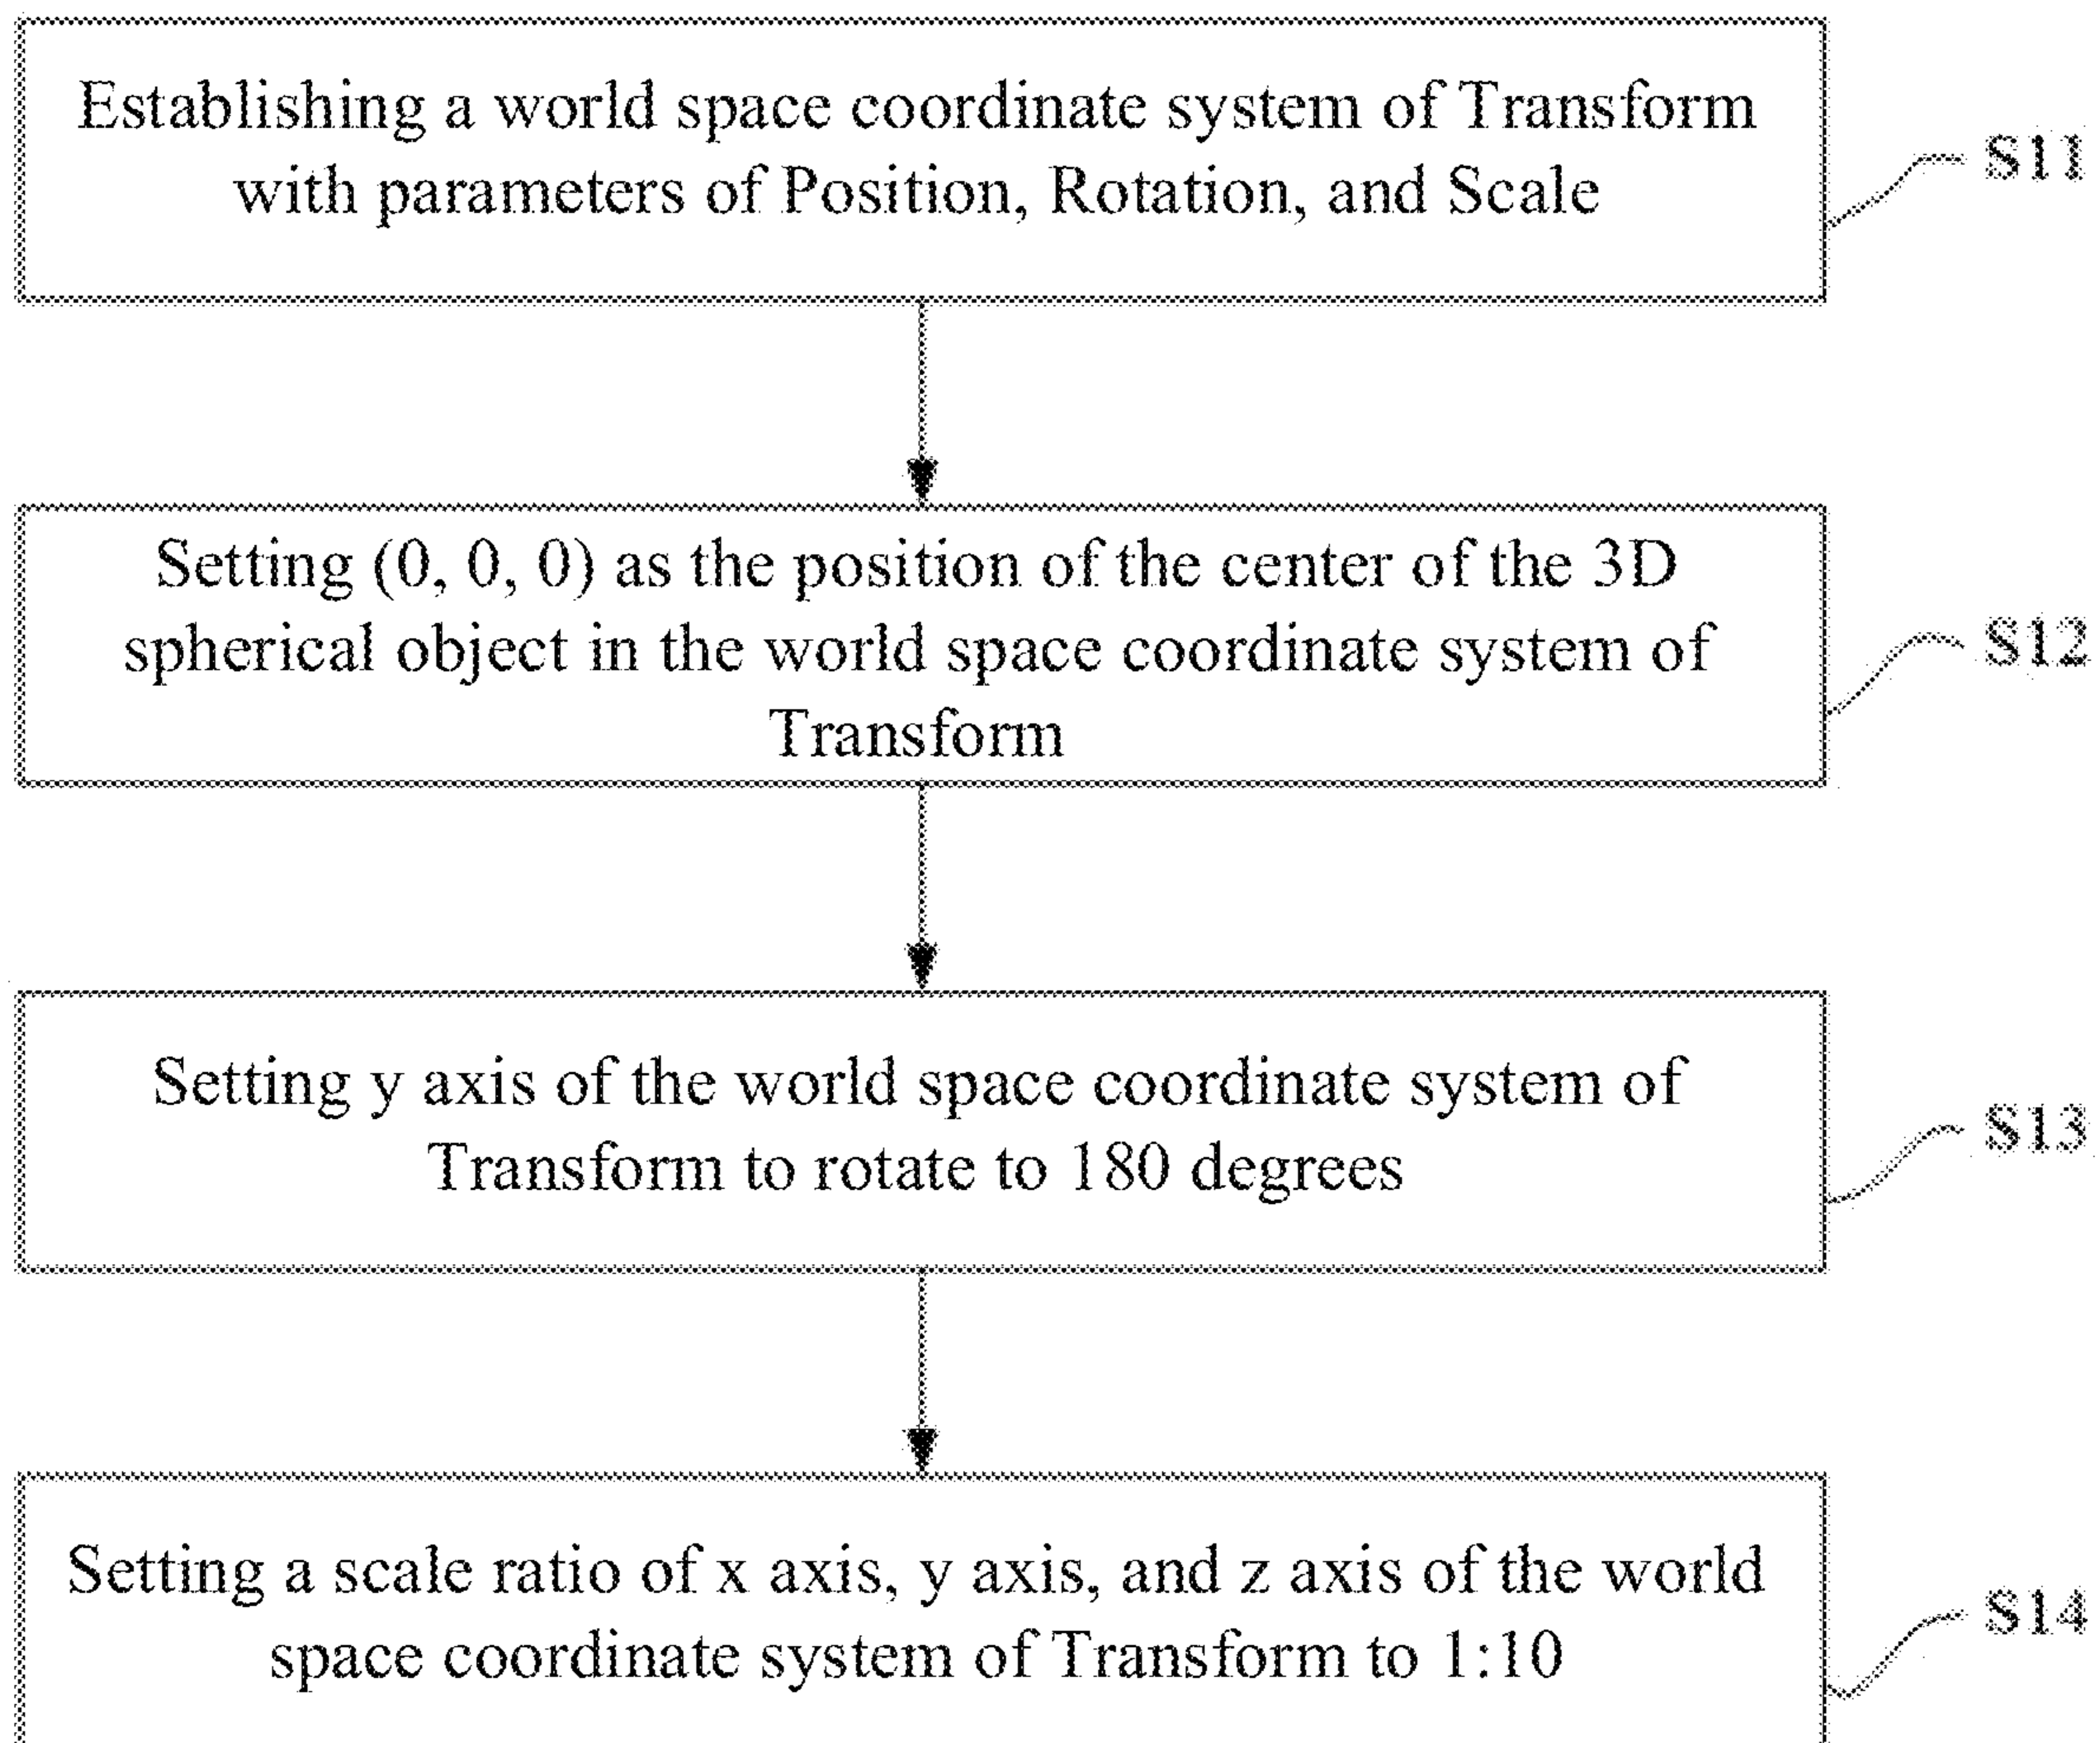 Establishing a world space coordinate system of Transform
with parameters of Position, Rotation, and Scale
S11
Setting (0, 0, 0) as the position of the center of the 3D
spherical object in the world space coordinate system of
Transform
S12
Setting y axis of the world space coordinate system of
Transform to rotate to 180 degrees
S13
Setting a scale ratio of x axis, y axis, and z axis of the world
space coordinate system of Transform to 1:10
S14